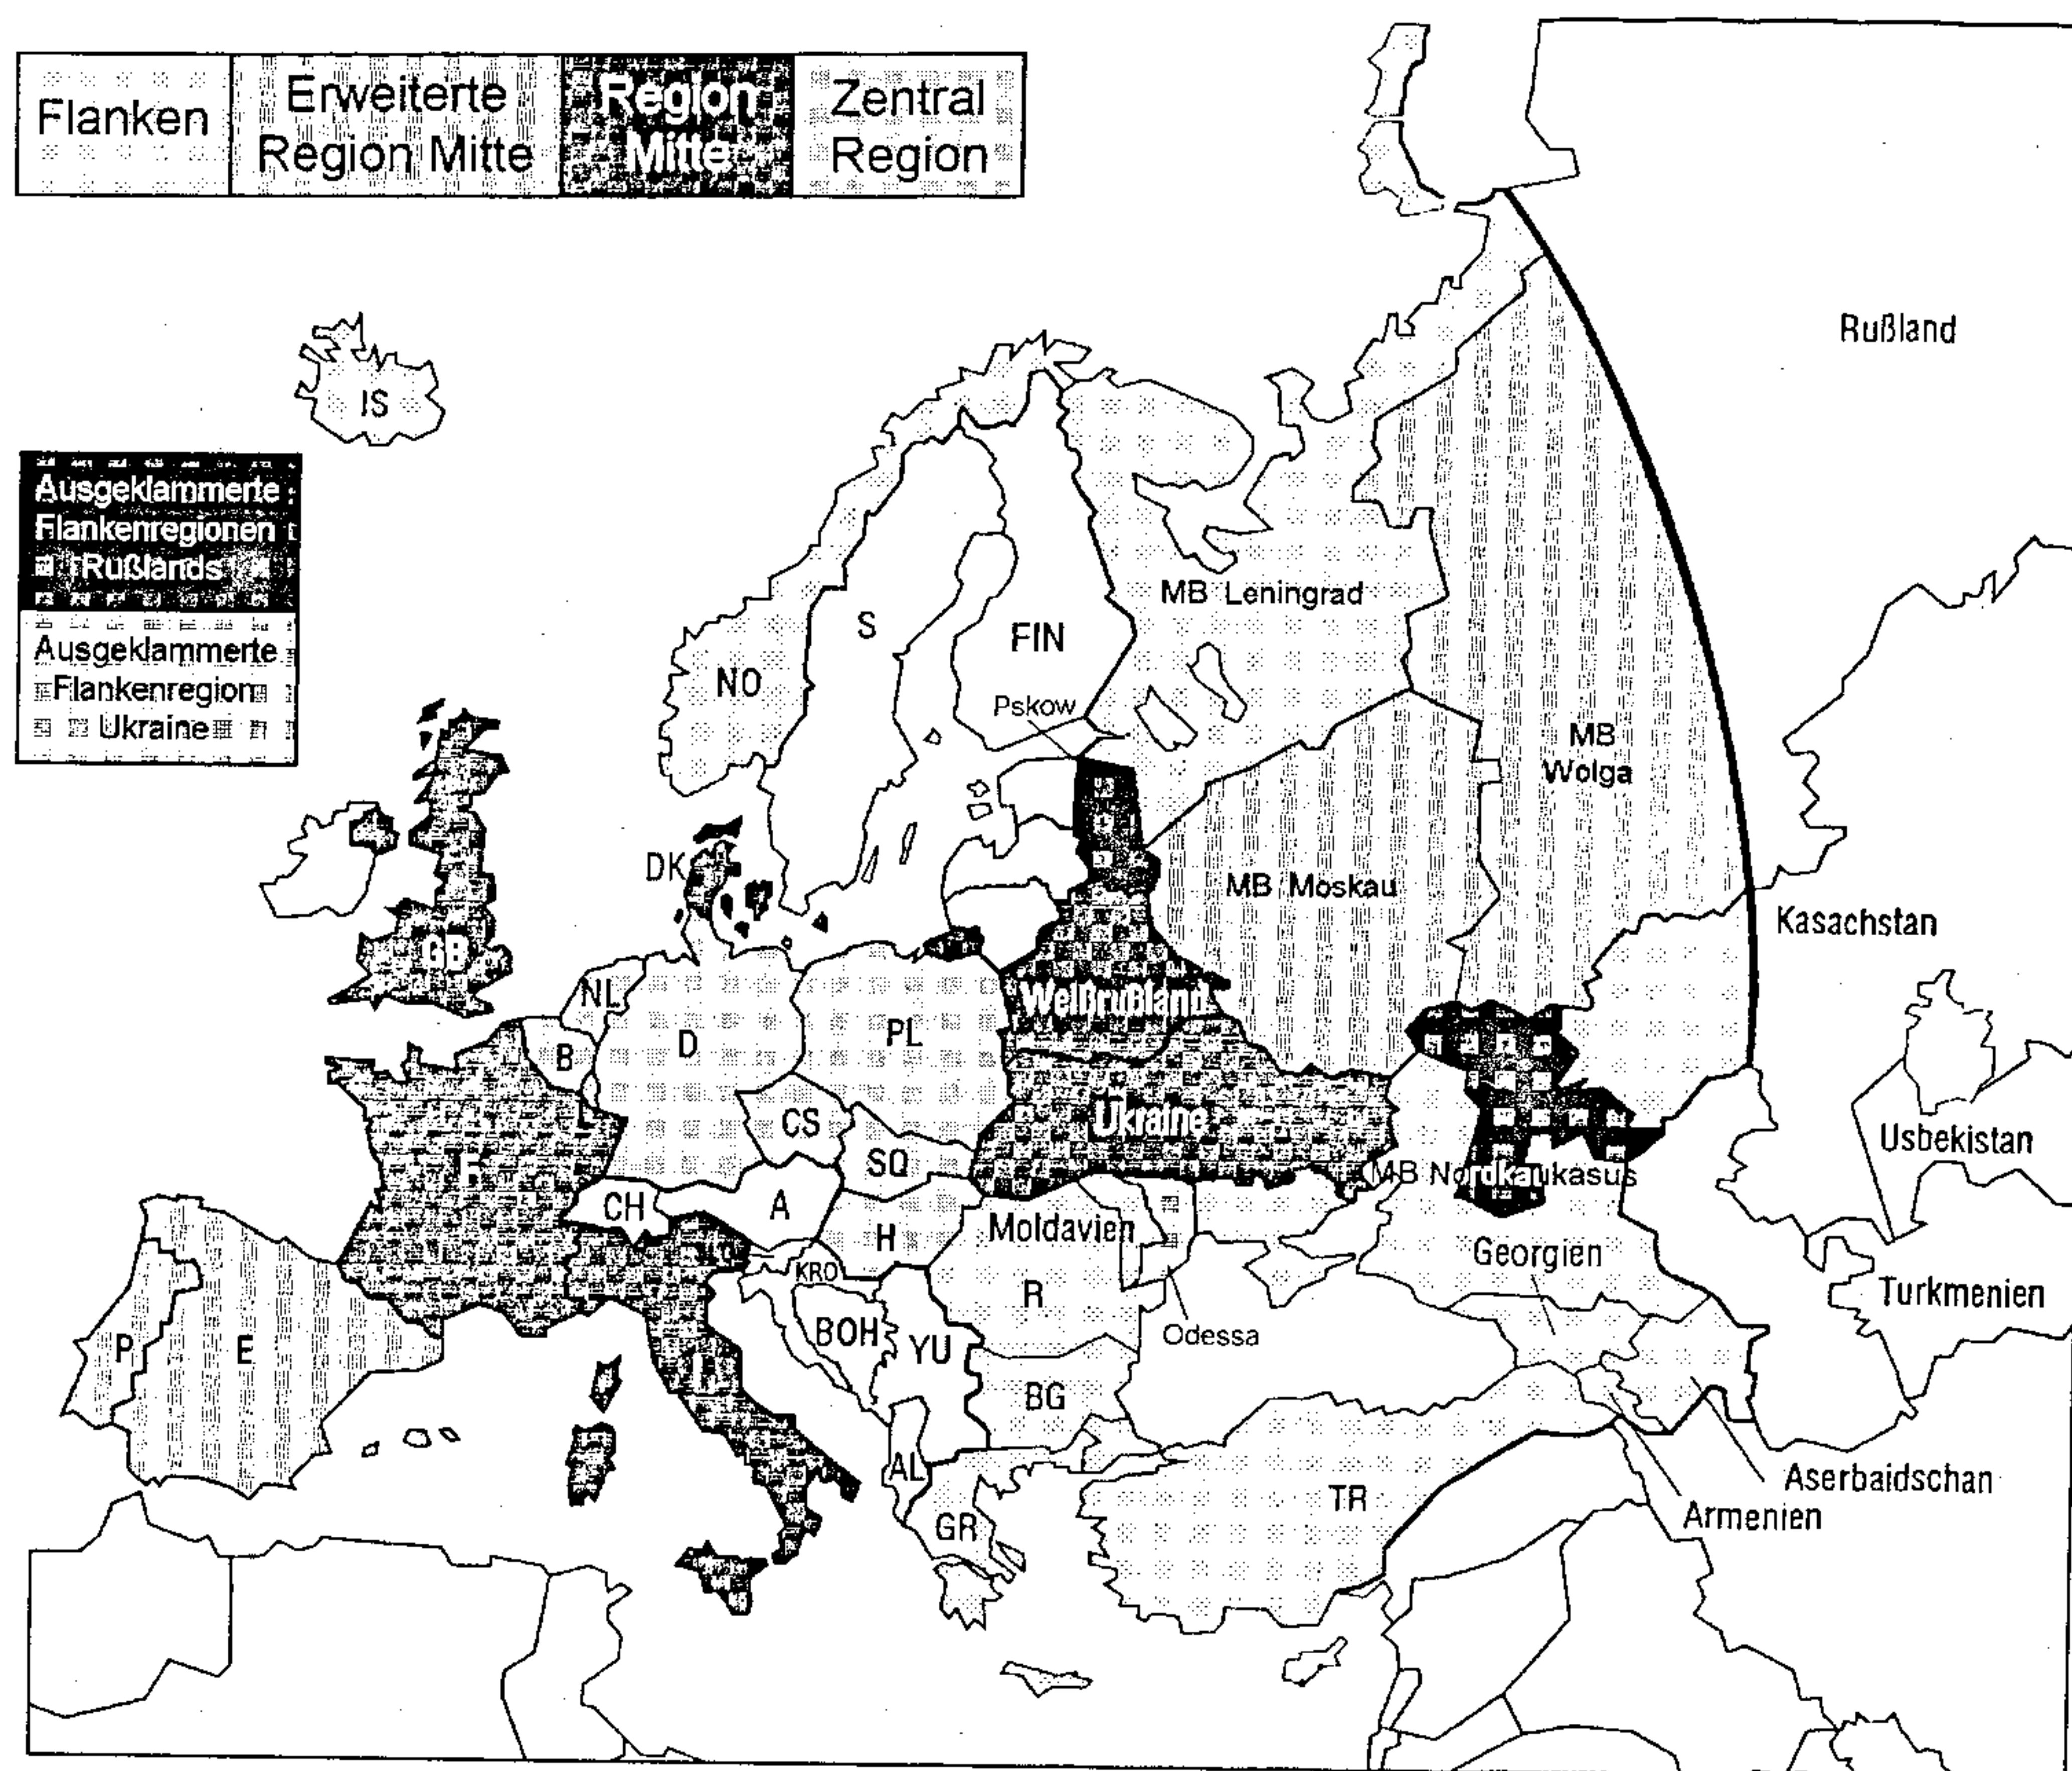 Flanken
Erweiterte
Region Mitte
Region
Mitte
Zentral
Region
Rußland
IS
Ausgeklammerte
Flankenregionen
Rußlands
Ausgeklammerte
Flankenregion
Ukraine
MB Leningrad
S
FIN
NO
Pskow
MB
Wolga
DK
MB Moskau
GB
Kasachstan
NL
Weißrußland
D
PL
B
L
CS
Ukraine
Usbekistan
F
SQ
MB Nordkaukasus
CH
A
H
Moldavien
Georgien
KRO
R
Turkmenien
P
E
BOH
YU
Odessa
I
BG
AL
Aserbaidschan
TR
Armenien
GR